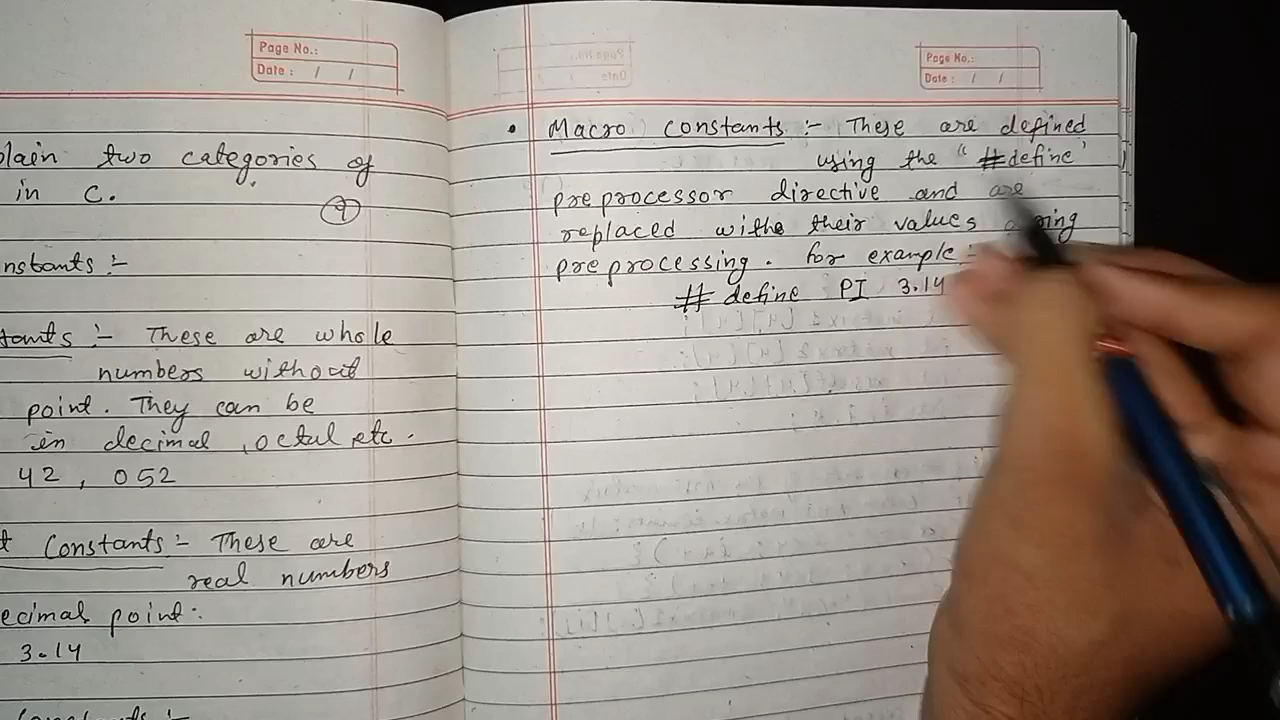 Page No.:
Date : / /
plain two categories of
in C.
9
nstants :-
tants :- These are whole
numbers without
point. They can be
in decimal , octal etc.
42 , 052
t Constants :- These are
real numbers
ecimal point.
3.14
Constants :-
Page No.:
Date : / /
• Macro constants :- These are defined
using the "#define"
preprocessor directive and are
replaced with their values
preprocessing. for example :-
# define PI 3.14